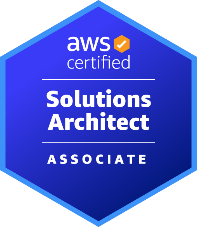 aws
certified
Solutions
Architect
ASSOCIATE